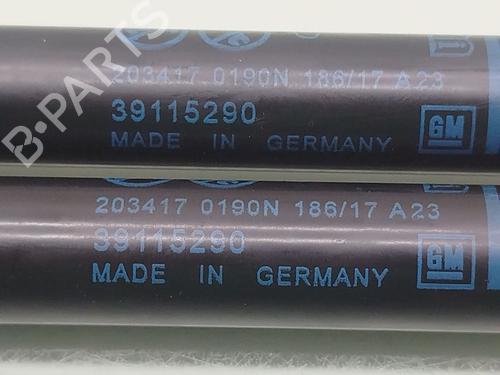 203417 0190N 186/17 A23
39115290
MADE IN GERMANY
GM
203417 0190N 186/17 A23
39115290
MADE IN GERMANY
GM
B-PARTS